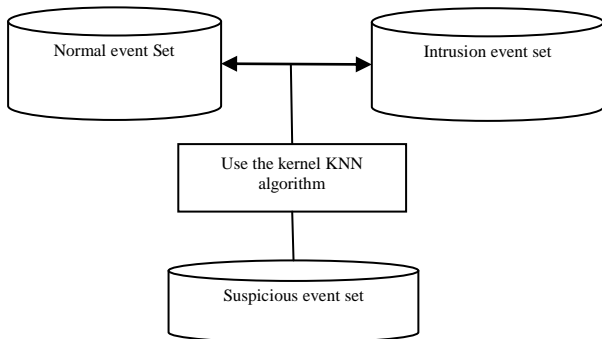 Normal event Set
Intrusion event set
Use the kernel KNN
algorithm
Suspicious event set